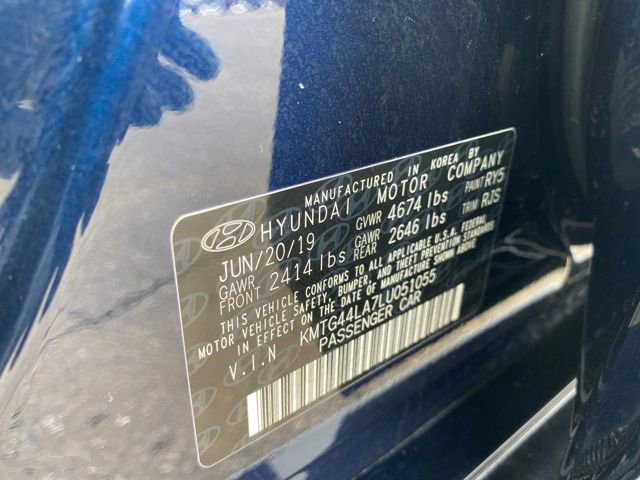 MANUFACTURED IN KOREA BY
HYUNDAI MOTOR COMPANY
JUN/20/19 GVWR 4674 lbs PAINT RY5
GAWR FRONT 2414 lbs GAWR REAR 2646 lbs TRIM RJS
THIS VEHICLE CONFORMS TO ALL APPLICABLE U.S.A. FEDERAL
MOTOR VEHICLE SAFETY, BUMPER, AND THEFT PREVENTION STANDARDS
IN EFFECT ON THE DATE OF MANUFACTURE SHOWN ABOVE
V.I.N KMTG44LA7LU051055
PASSENGER CAR